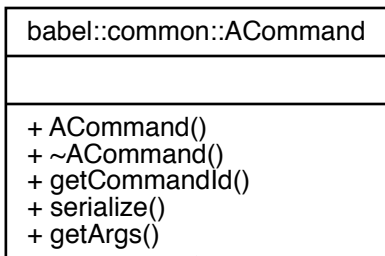 babel::common::ACommand
+ ACommand()
+ ~ACommand()
+ getCommandId()
+ serialize()
+ getArgs()